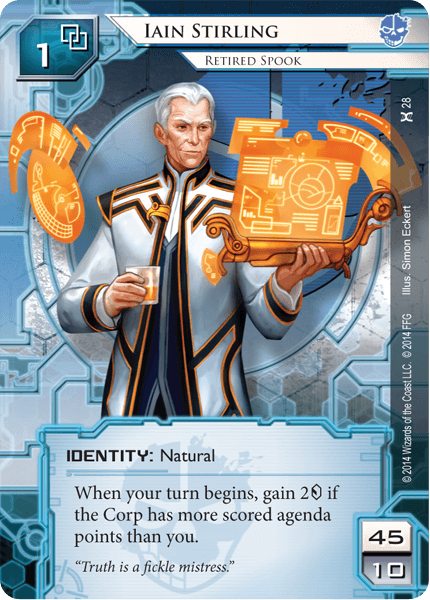 1
Iain Stirling
Retired Spook
28
Illus. Simon Eckert
© 2014 Wizards of the Coast LLC. © 2014 FFG
IDENTITY: Natural
When your turn begins, gain 2 if
the Corp has more scored agenda
points than you.
“Truth is a fickle mistress.”
45
10